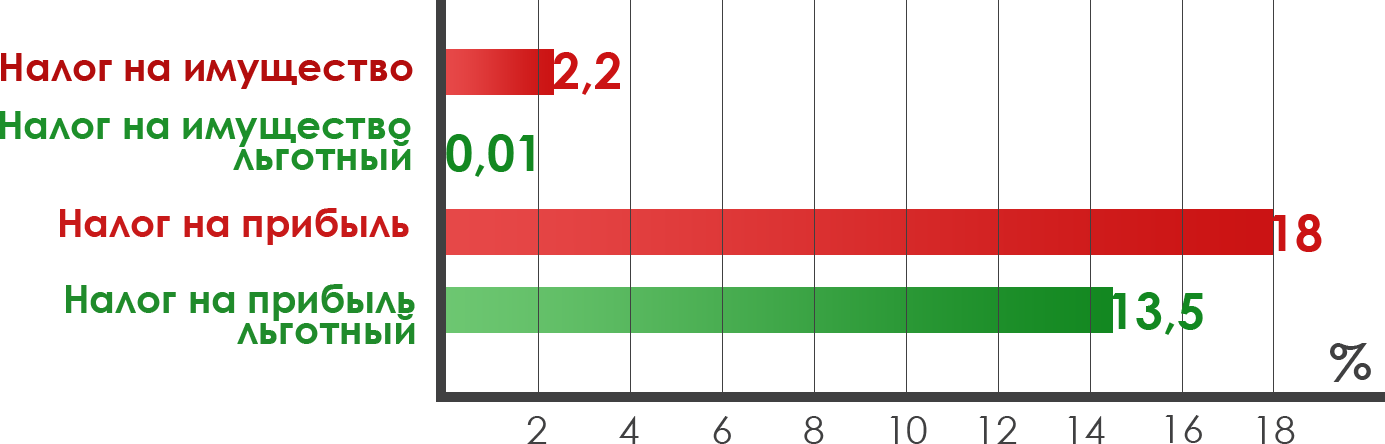 Налог на имущество
2,2
Налог на имущество
льготный
0,01
Налог на прибыль
18
Налог на прибыль
льготный
13,5
%
2 4 6 8 10 12 14 16 18